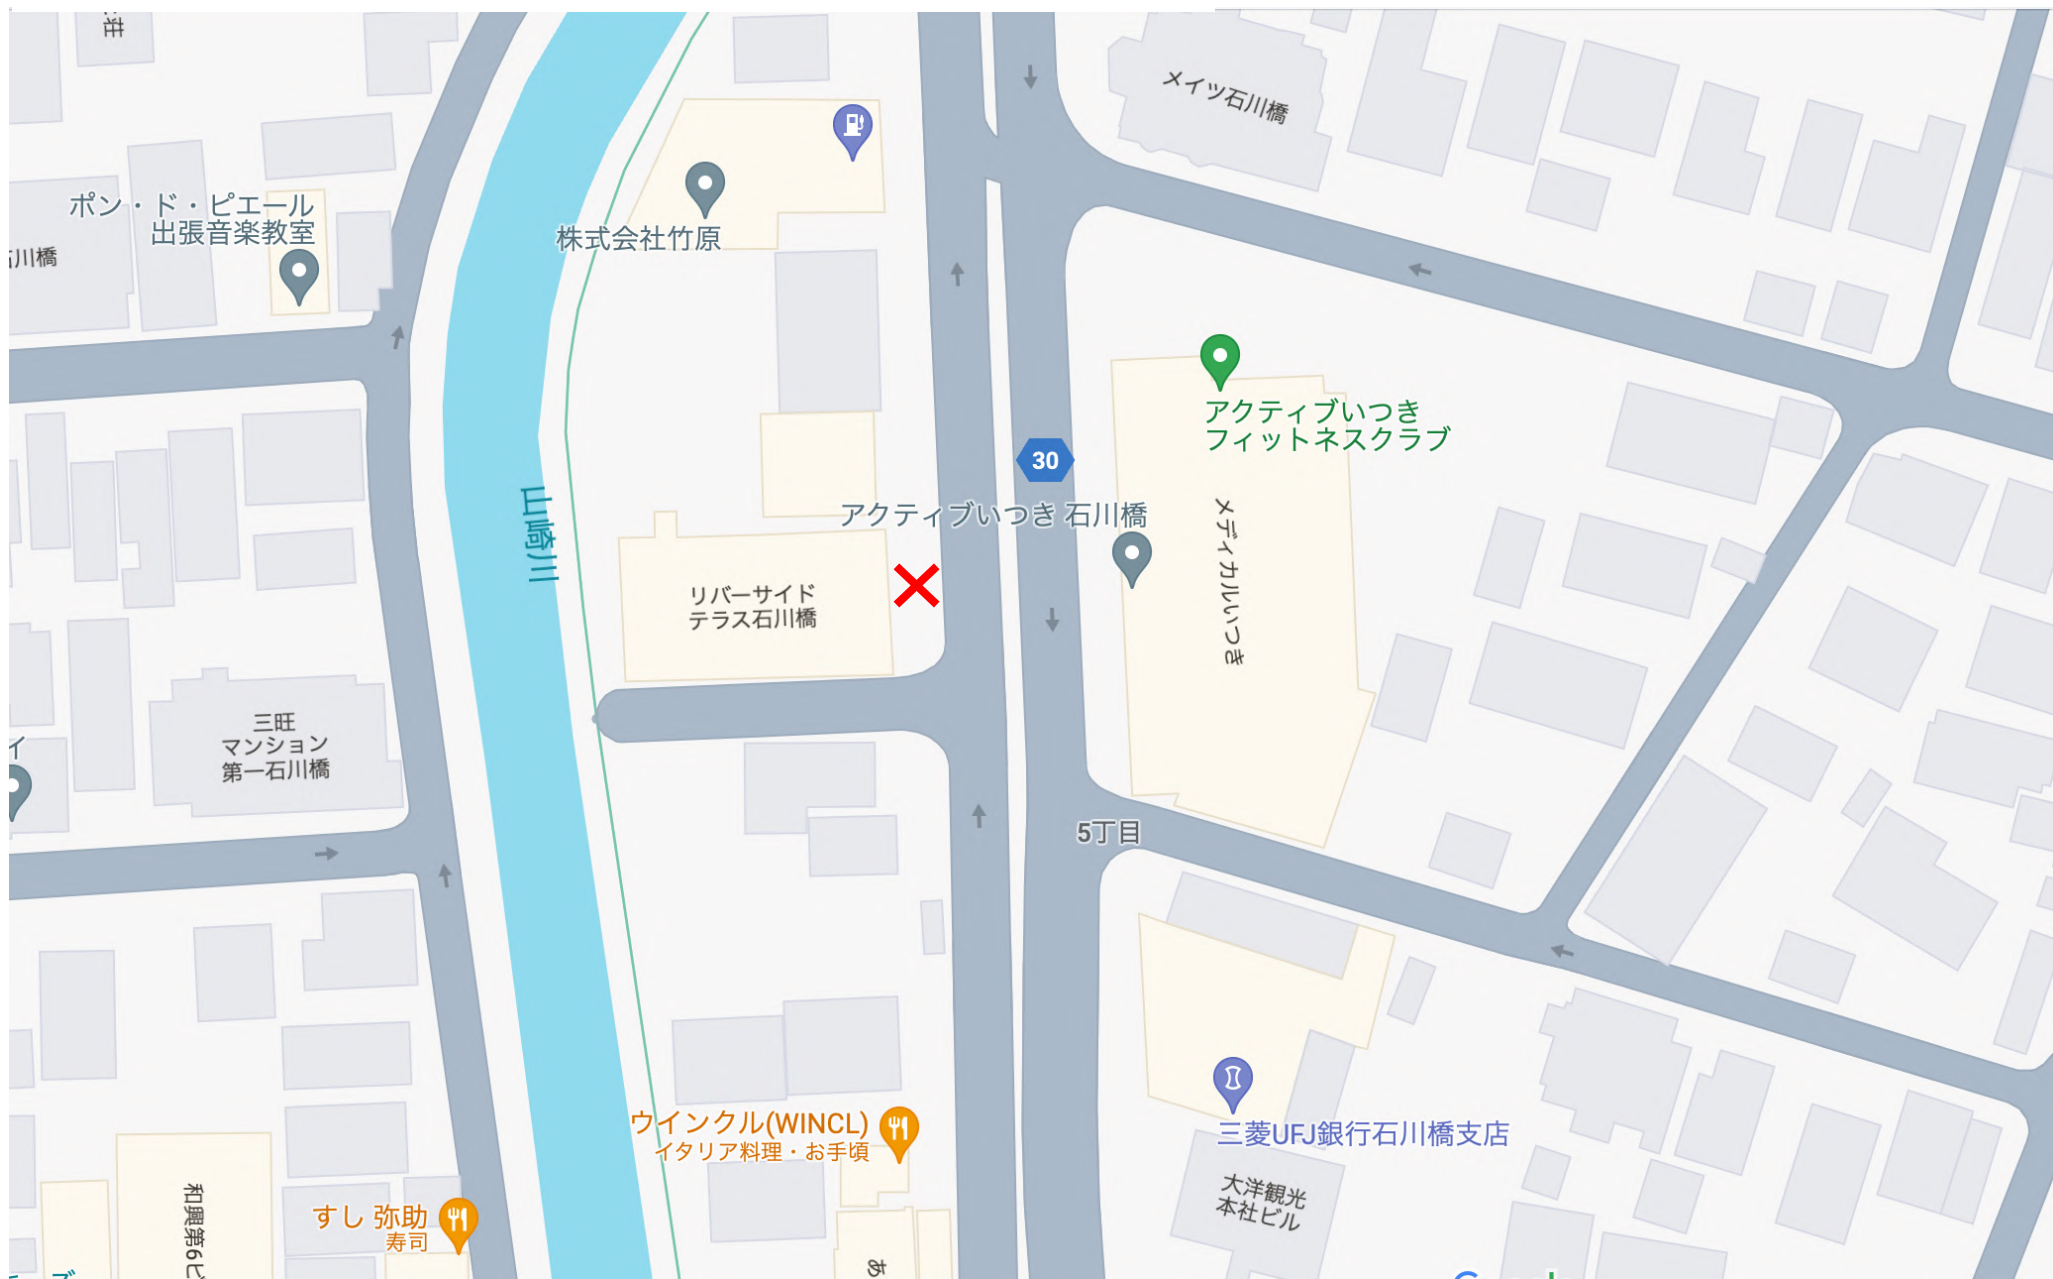 メイツ石川橋
ポン・ド・ピエール
出張音楽教室
川橋
株式会社竹原
アクティブいつき
フィットネスクラブ
30
アクティブいつき 石川橋
メディカルいつき
山崎川
リバーサイド
テラス石川橋
三旺
マンション
第一石川橋
イ
5丁目
ウインクル(WINCL)
イタリア料理・お手頃
三菱UFJ銀行石川橋支店
大洋観光
本社ビル
和興第6ビ
すし 弥助
寿司
あ